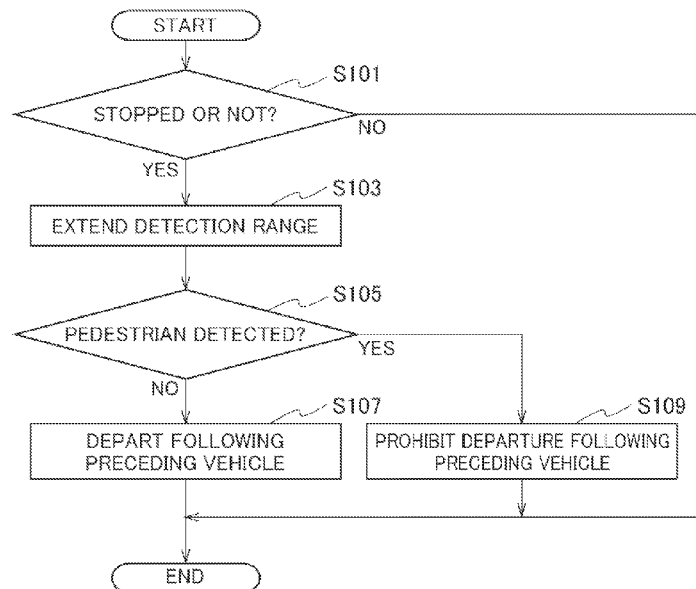 START
S101
STOPPED OR NOT?
NO
YES
S103
EXTEND DETECTION RANGE
S105
PEDESTRIAN DETECTED?
YES
NO
S107
S109
DEPART FOLLOWING
PRECEDING VEHICLE
PROHIBIT DEPARTURE FOLLOWING
PRECEDING VEHICLE
END